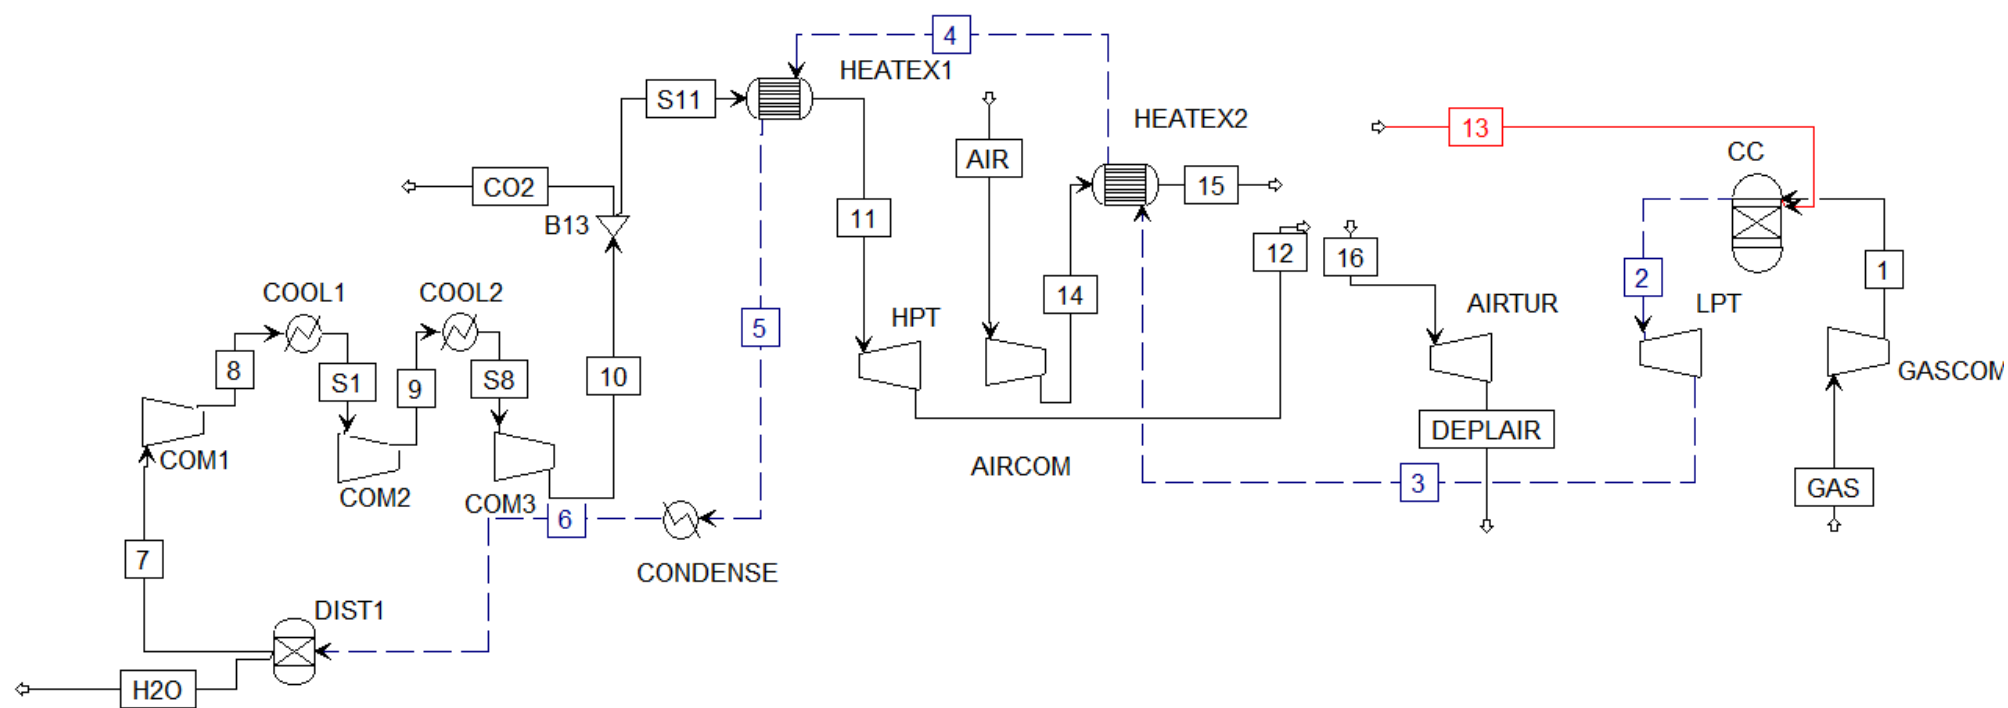 4
HEATEX1
S11
HEATEX2
13
CC
AIR
CO2
15
B13
11
12
16
1
2
14
COOL1
COOL2
HPT
AIRTUR
LPT
5
8
S1
9
S8
10
GASCOM
DEPLAIR
COM1
AIRCOM
COM2
COM3
3
GAS
6
7
CONDENSE
DIST1
H2O